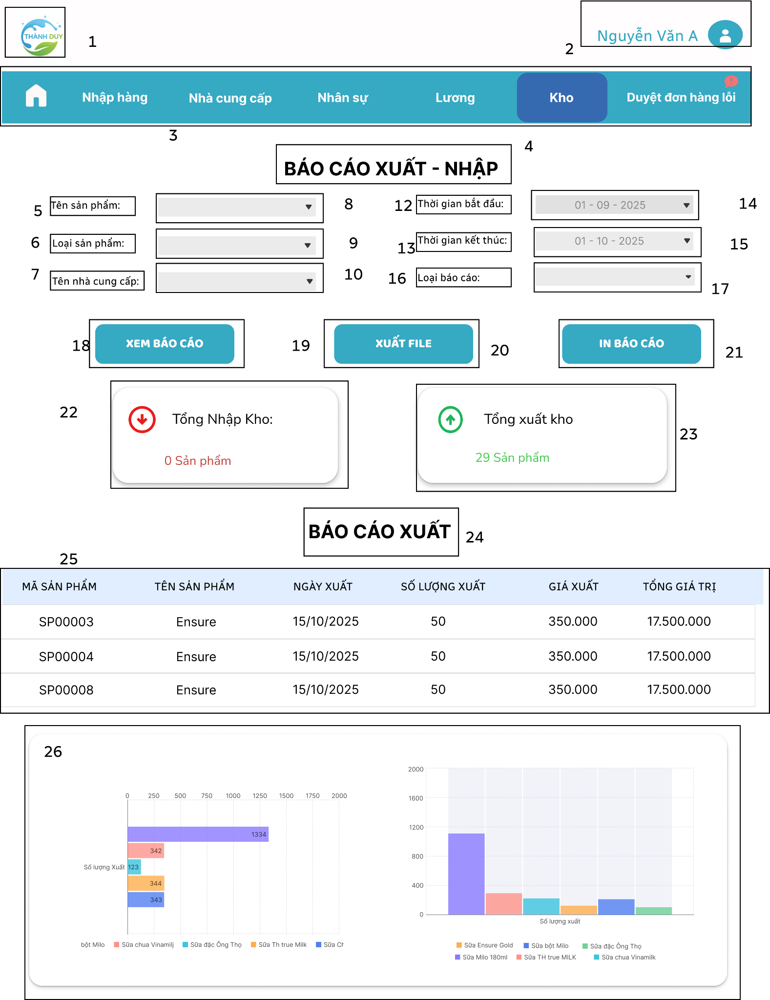 THÀNH DUY
1
2
Nguyễn Văn A
Nhập hàng Nhà cung cấp Nhân sự Lương Kho Duyệt đơn hàng lỗi
3
4
BÁO CÁO XUẤT - NHẬP
5 Tên sản phẩm: 8 12 Thời gian bắt đầu: 01 - 09 - 2025 14
6 Loại sản phẩm: 9 13 Thời gian kết thúc: 01 - 10 - 2025 15
7 Tên nhà cung cấp: 10 16 Loại báo cáo: 17
18 XEM BÁO CÁO 19 XUẤT FILE 20 IN BÁO CÁO 21
22 Tổng Nhập Kho: Tổng xuất kho 23
0 Sản phẩm 29 Sản phẩm
BÁO CÁO XUẤT 24
25
MÃ SẢN PHẨM TÊN SẢN PHẨM NGÀY XUẤT SỐ LƯỢNG XUẤT GIÁ XUẤT TỔNG GIÁ TRỊ
SP00003 Ensure 15/10/2025 50 350.000 17.500.000
SP00004 Ensure 15/10/2025 50 350.000 17.500.000
SP00008 Ensure 15/10/2025 50 350.000 17.500.000
26
0 250 500 750 1000 1250 1500 1750 2000
1334
342
Số lượng Xuất 123
344
343
bột Milo Sữa chua Vinamilj Sữa đặc Ông Thọ Sữa Th true Milk Sữa Ch
2000
1600
1200
800
400
0
Số lượng xuất
Sữa Ensure Gold Sữa bột Milo Sữa đặc Ông Thọ
Sữa Milo 180ml Sữa TH true MILK Sữa chua Vinamilk